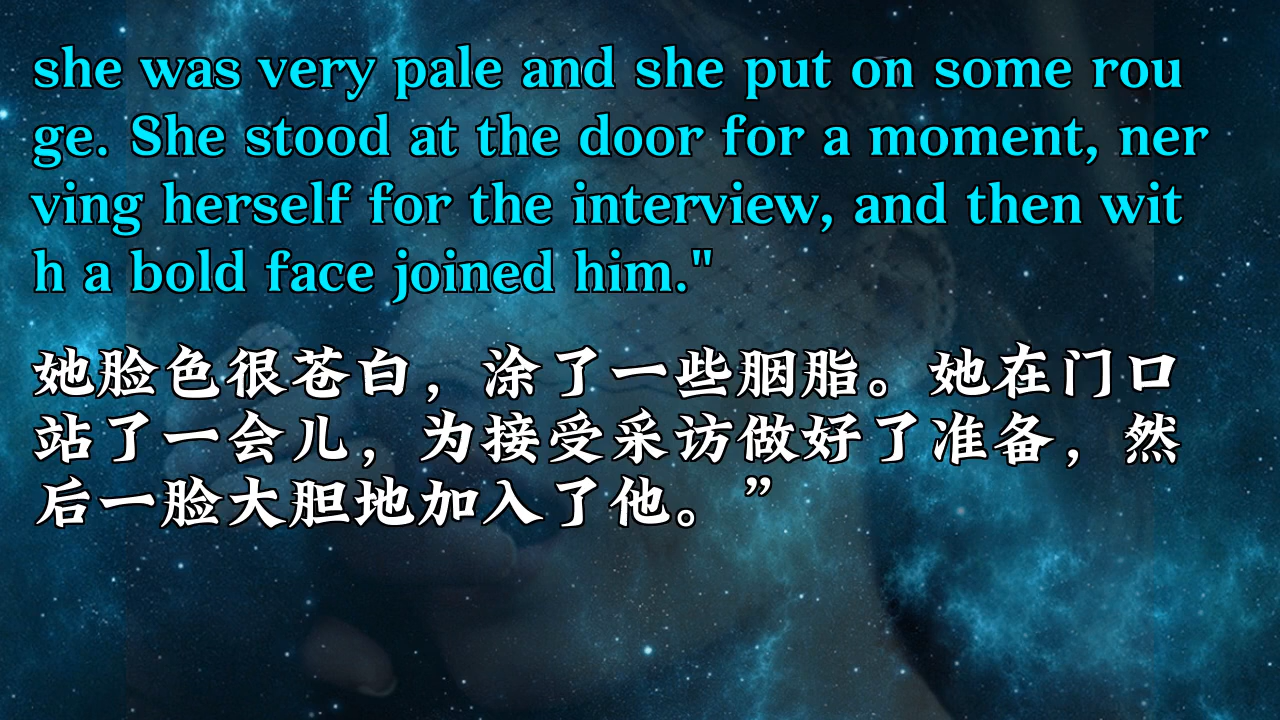 she was very pale and she put on some rou
ge. She stood at the door for a moment, ner
ving herself for the interview, and then wit
h a bold face joined him."
她脸色很苍白，涂了一些胭脂。她在门口
站了一会儿，为接受采访做好了准备，然
后一脸大胆地加入了他。”